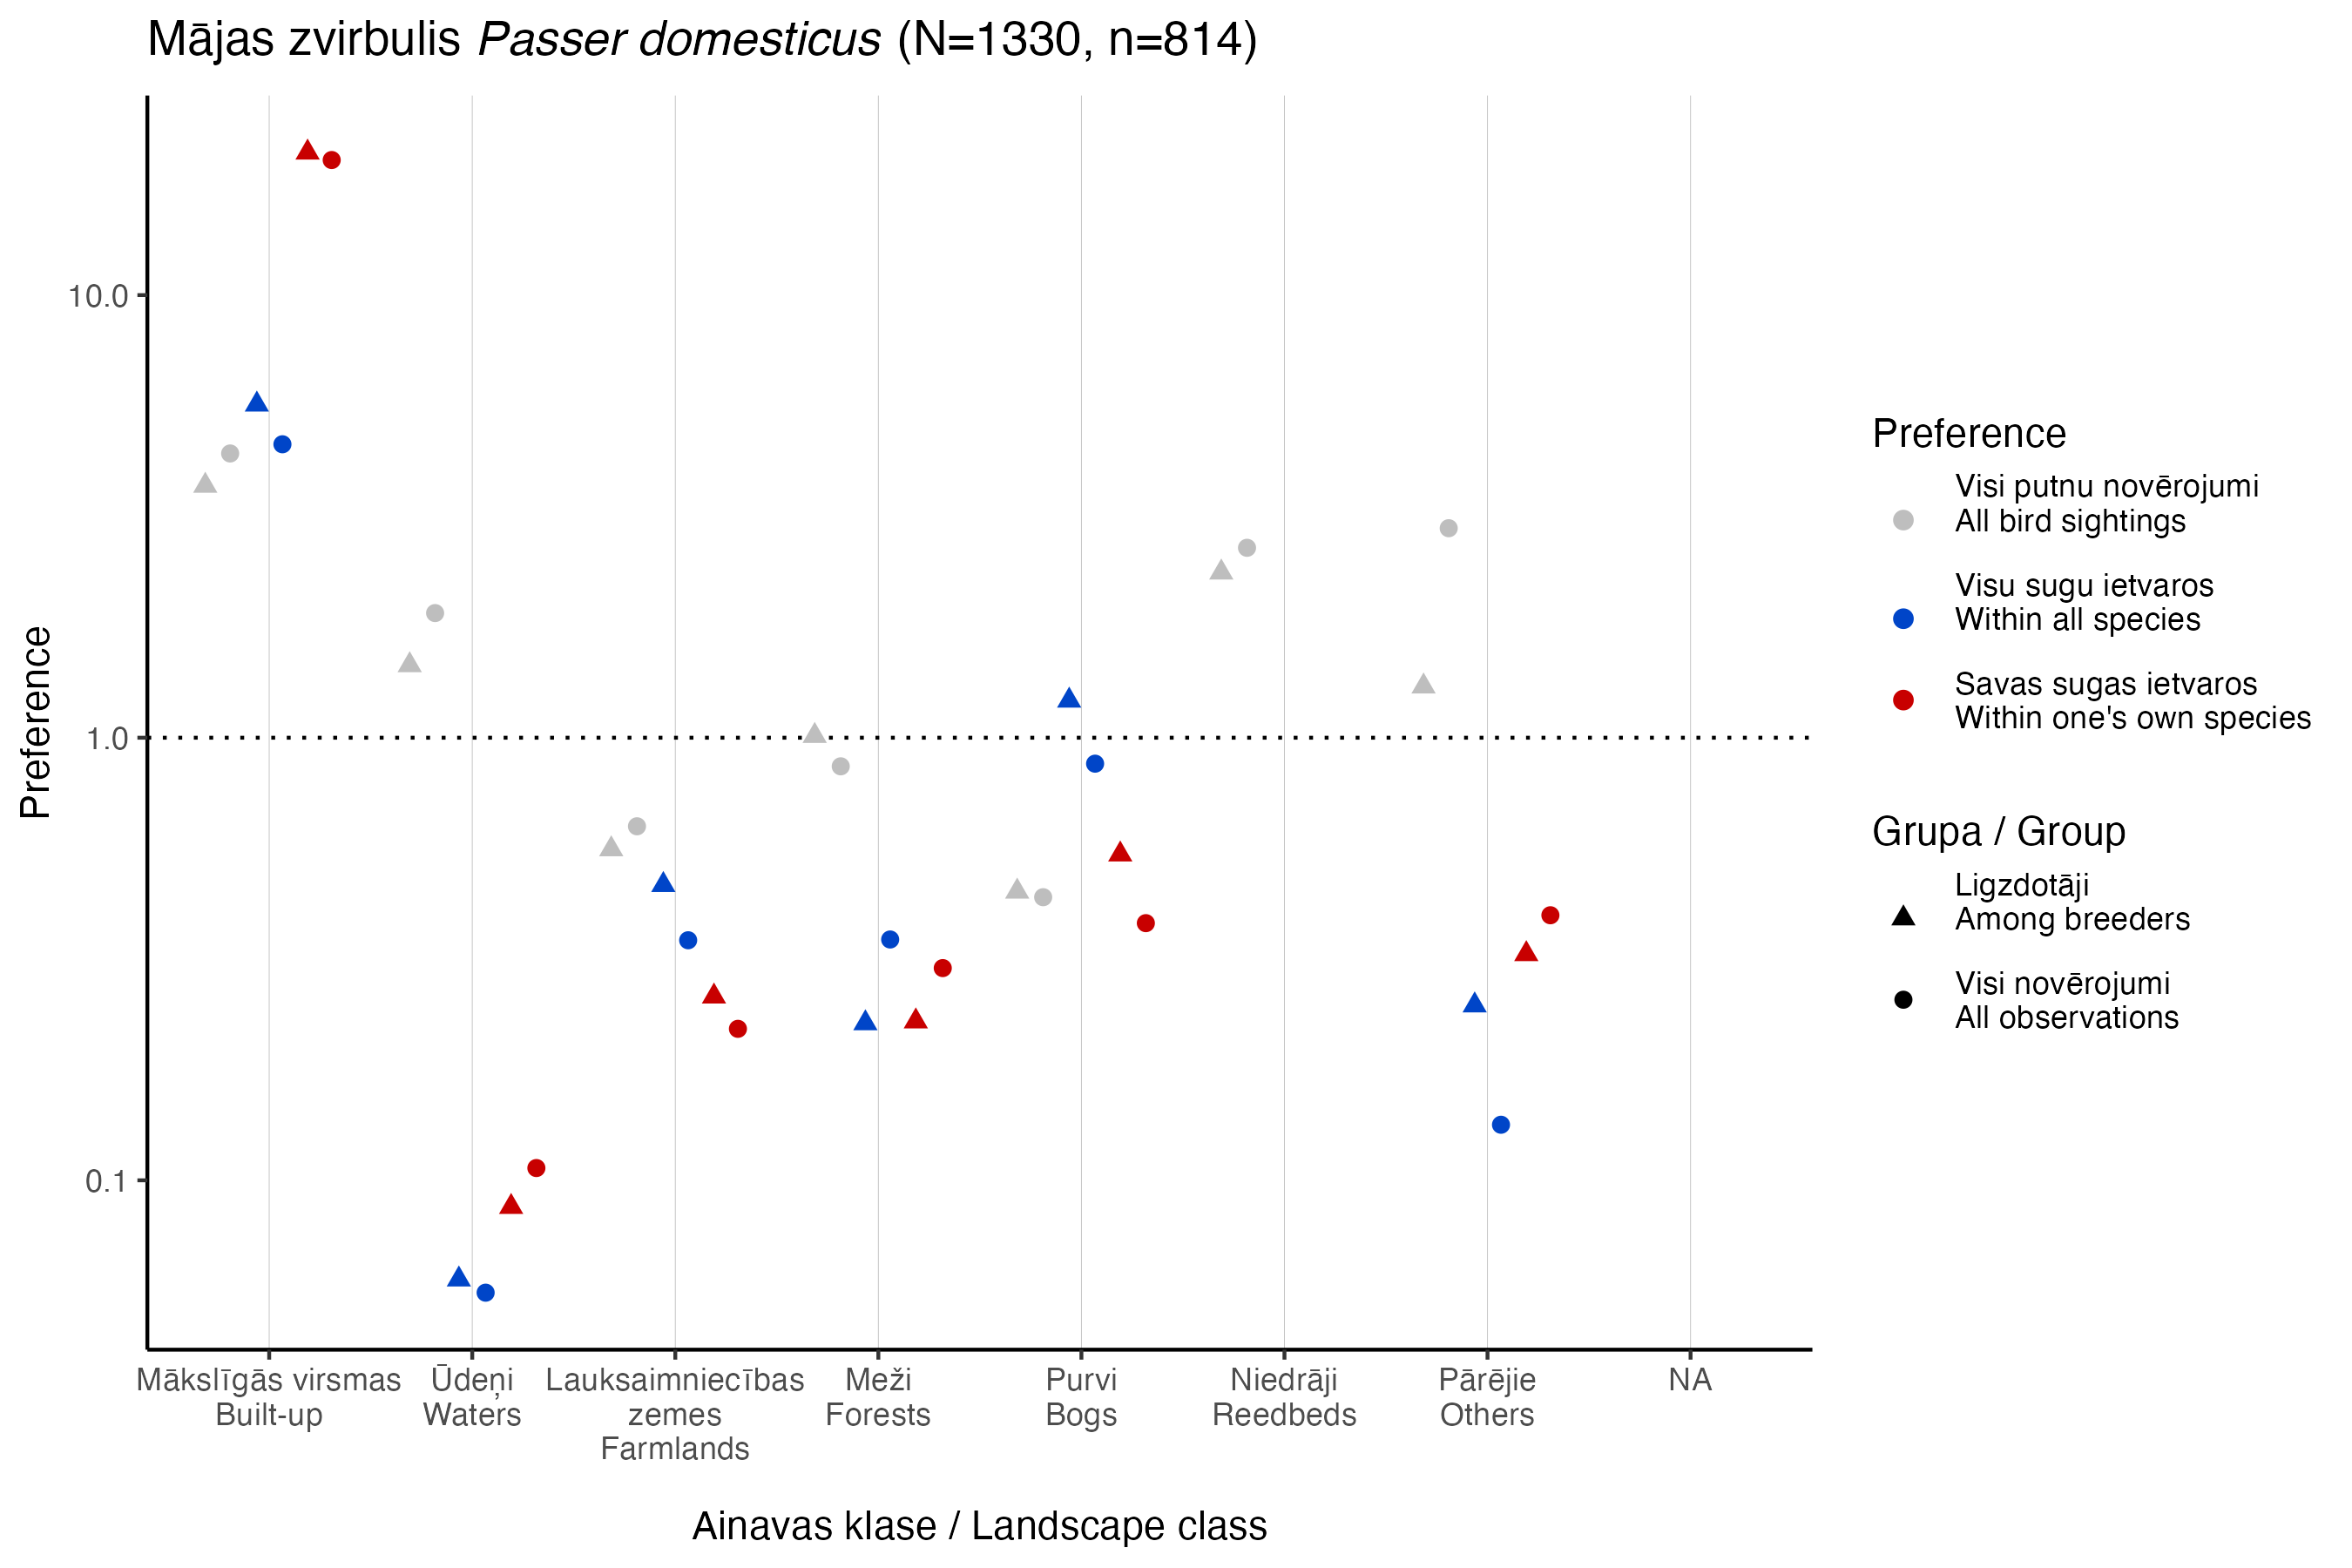 Mājas zvirbulis Passer domesticus (N=1330, n=814)
Preference
10.0
1.0
0.1
Mākslīgās virsmas
Built-up
Ūdeņi
Waters
Lauksaimniecības
zemes
Farmlands
Meži
Forests
Purvi
Bogs
Niedrāji
Reedbeds
Pārējie
Others
NA
Ainavas klase / Landscape class
Preference
Visi putnu novērojumi
All bird sightings
Visu sugu ietvaros
Within all species
Savas sugas ietvaros
Within one's own species
Grupa / Group
Ligzdotāji
Among breeders
Visi novērojumi
All observations